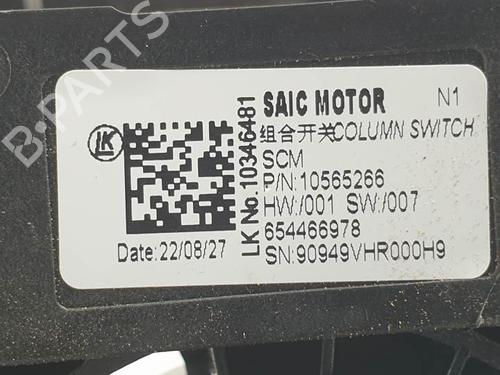 B-PARTS
SAIC MOTOR N1
组合开关COLUMN SWITCH
SCM
P/N:10565266
HW:/001 SW:/007
654466978
SN:90949VHR000H9
LK No.10346481
LK
Date:22/08/27